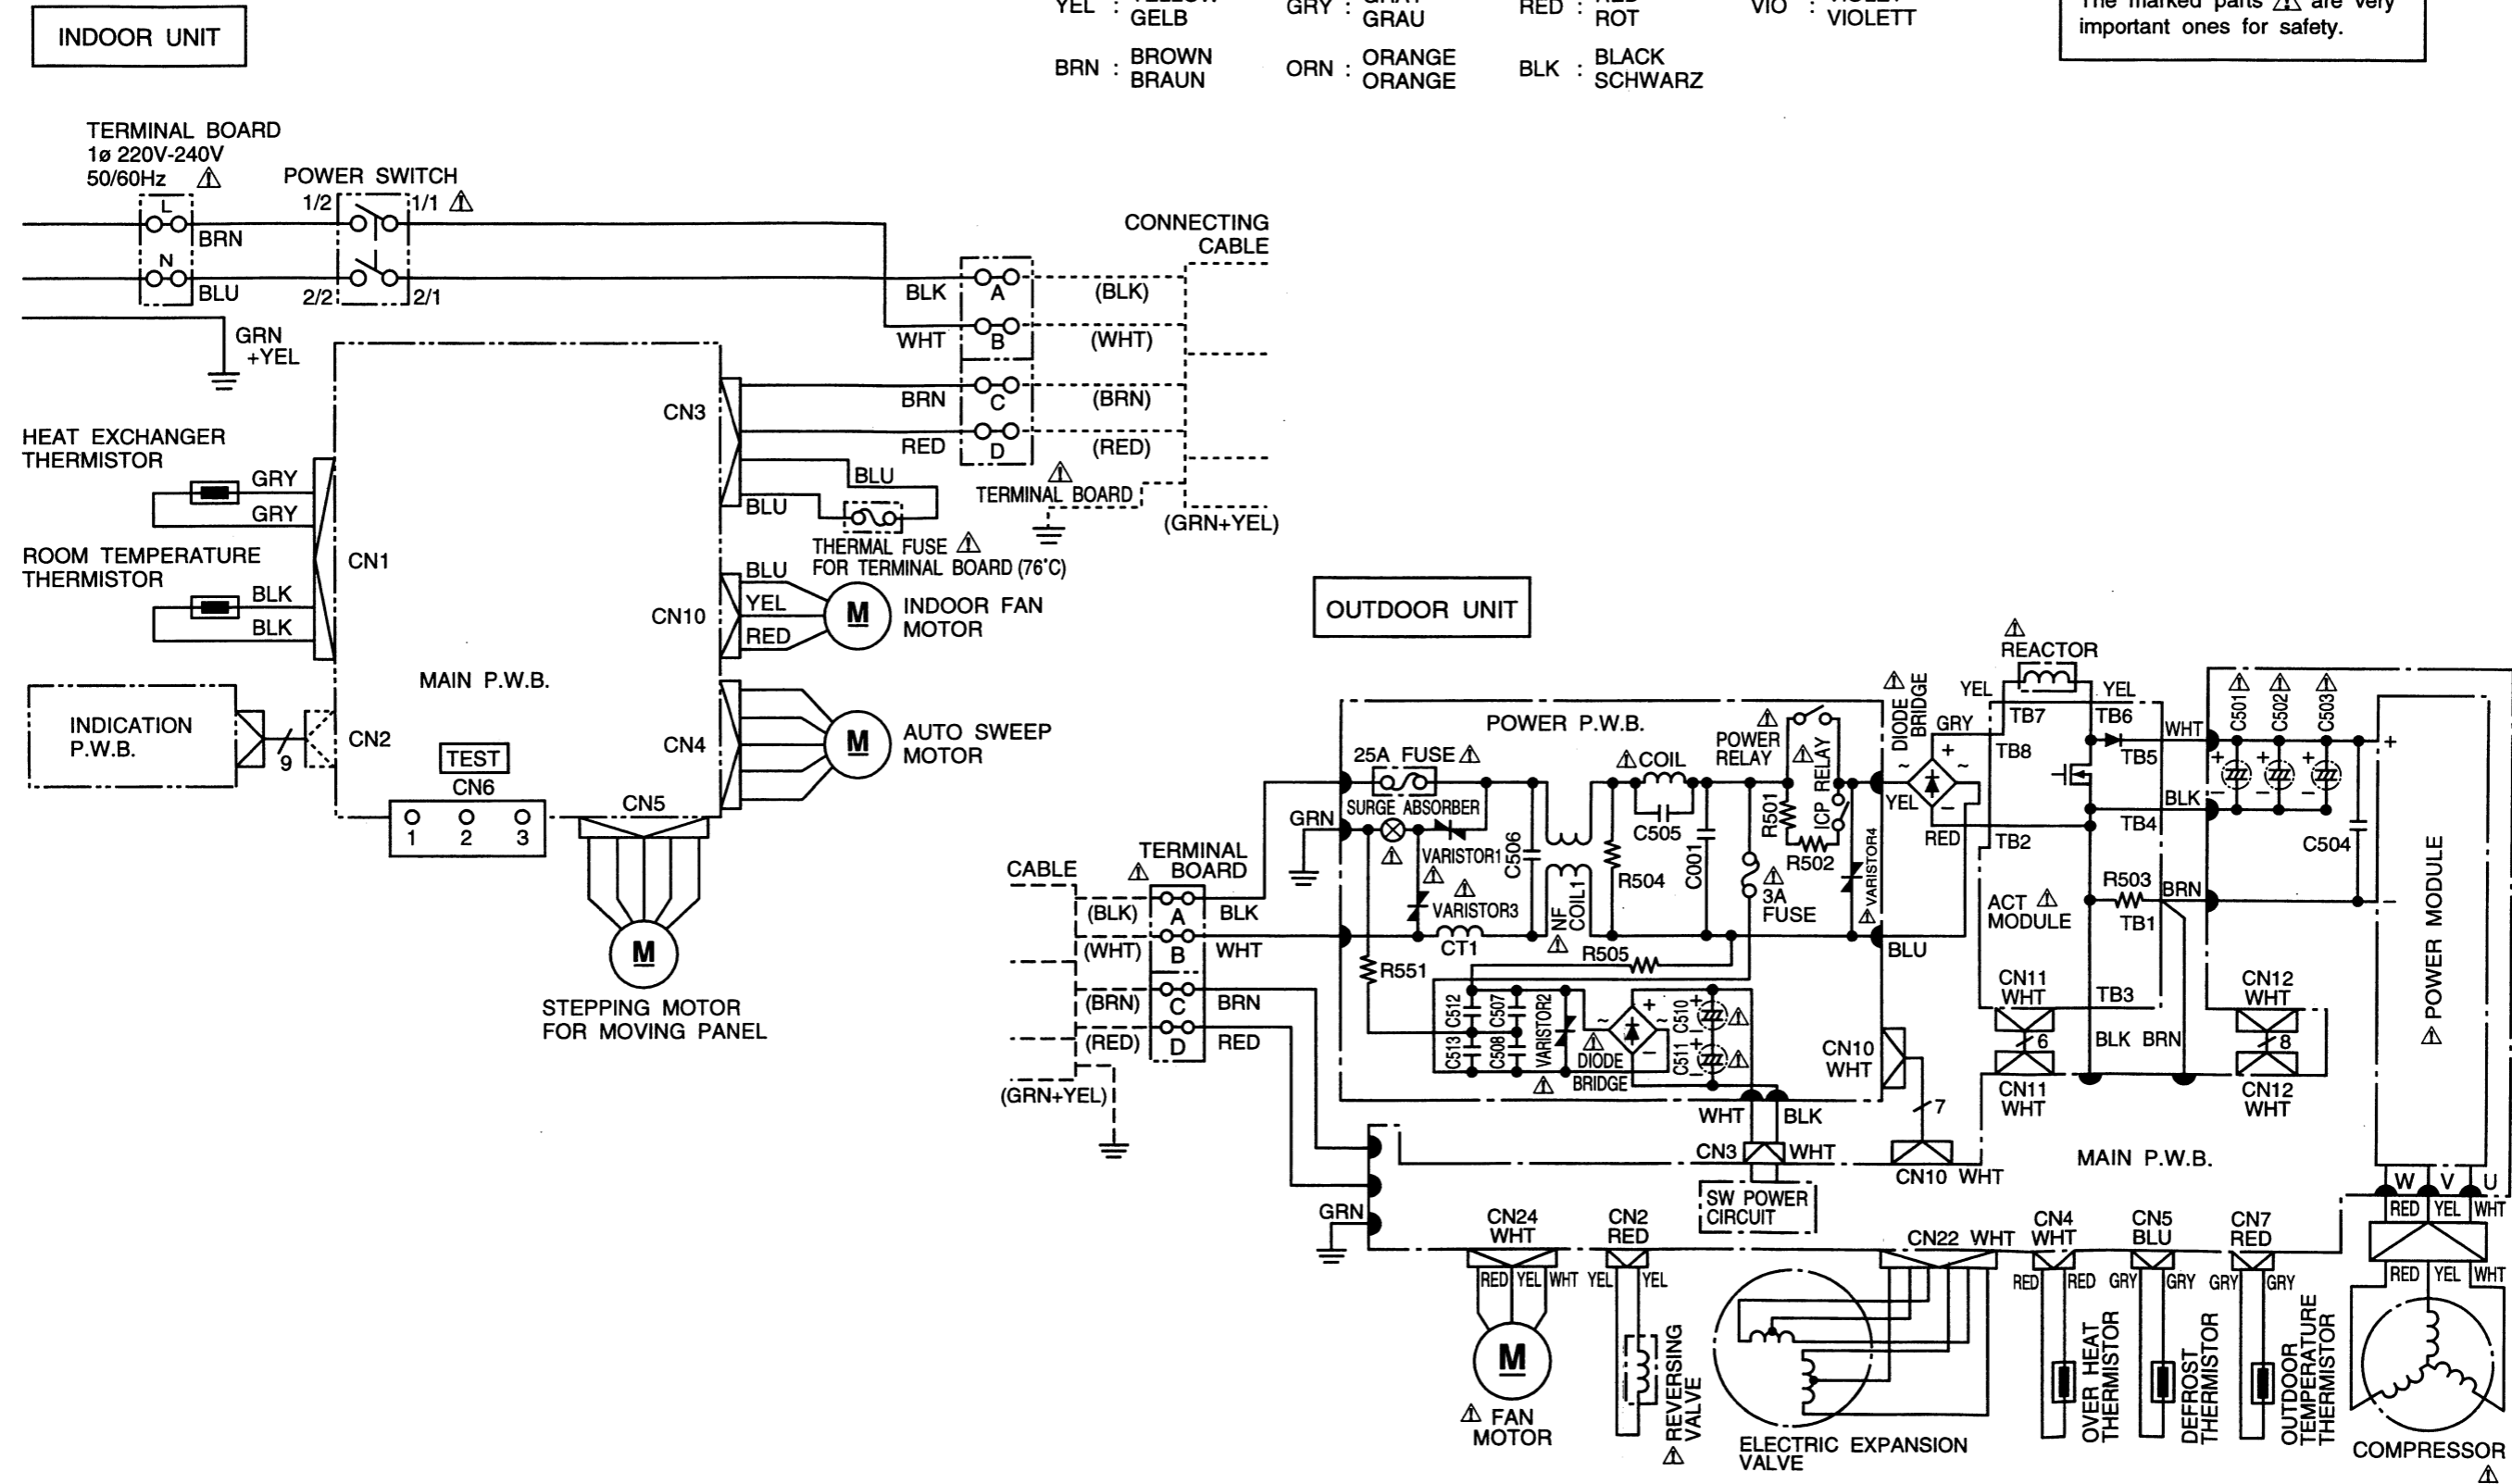 INDOOR UNIT
YEL :
GELB
GRY :
GRAU
RED :
ROT
VIO :
VIOLETT
BRN : BROWN
BRAUN
ORN : ORANGE
ORANGE
BLK : BLACK
SCHWARZ
The marked parts ⚠ are very
important ones for safety.
TERMINAL BOARD
1ø 220V-240V
50/60Hz
POWER SWITCH
L
N
BRN
BLU
1/2
1/1
2/2
2/1
GRN
+YEL
CONNECTING
CABLE
BLK
A
(BLK)
WHT
B
(WHT)
BRN
C
(BRN)
RED
D
(RED)
TERMINAL BOARD
(GRN+YEL)
HEAT EXCHANGER
THERMISTOR
GRY
GRY
ROOM TEMPERATURE
THERMISTOR
BLK
BLK
CN1
INDICATION
P.W.B.
9
CN2
MAIN P.W.B.
TEST
CN6
1 2 3
CN5
CN3
BLU
BLU
THERMAL FUSE
FOR TERMINAL BOARD (76°C)
CN10
BLU
YEL
RED
M
INDOOR FAN
MOTOR
CN4
M
AUTO SWEEP
MOTOR
M
STEPPING MOTOR
FOR MOVING PANEL
OUTDOOR UNIT
CABLE
TERMINAL
BOARD
(BLK)
A
BLK
(WHT)
B
WHT
(BRN)
C
BRN
(RED)
D
RED
(GRN+YEL)
GRN
POWER P.W.B.
25A FUSE
SURGE ABSORBER
VARISTOR1
VARISTOR3
CT1
C506
NF
COIL1
R504
COIL
C505
C001
POWER
RELAY
ICP RELAY
R501
R502
3A
FUSE
VARISTOR4
R505
R551
C512
C507
C513
C508
VARISTOR2
DIODE
BRIDGE
+
~
~
−
C510
C511
CN10
WHT
7
WHT
BLK
CN3
WHT
CN10 WHT
SW POWER
CIRCUIT
DIODE
BRIDGE
YEL
GRY
RED
BLU
+
~
~
−
REACTOR
YEL
YEL
TB7
TB6
TB8
TB5
TB4
TB2
R503
TB1
TB3
ACT
MODULE
WHT
BLK
BRN
CN11
WHT
6
CN11
WHT
BLK BRN
C501
C502
C503
C504
+
−
POWER MODULE
CN12
WHT
8
CN12
WHT
MAIN P.W.B.
W V U
RED YEL WHT
RED YEL WHT
COMPRESSOR
GRN
CN24
WHT
RED YEL WHT
M
FAN
MOTOR
CN2
RED
YEL YEL
REVERSING
VALVE
CN22 WHT
ELECTRIC EXPANSION
VALVE
CN4
WHT
RED RED
OVER HEAT
THERMISTOR
CN5
BLU
GRY GRY
DEFROST
THERMISTOR
CN7
RED
GRY GRY
OUTDOOR
TEMPERATURE
THERMISTOR